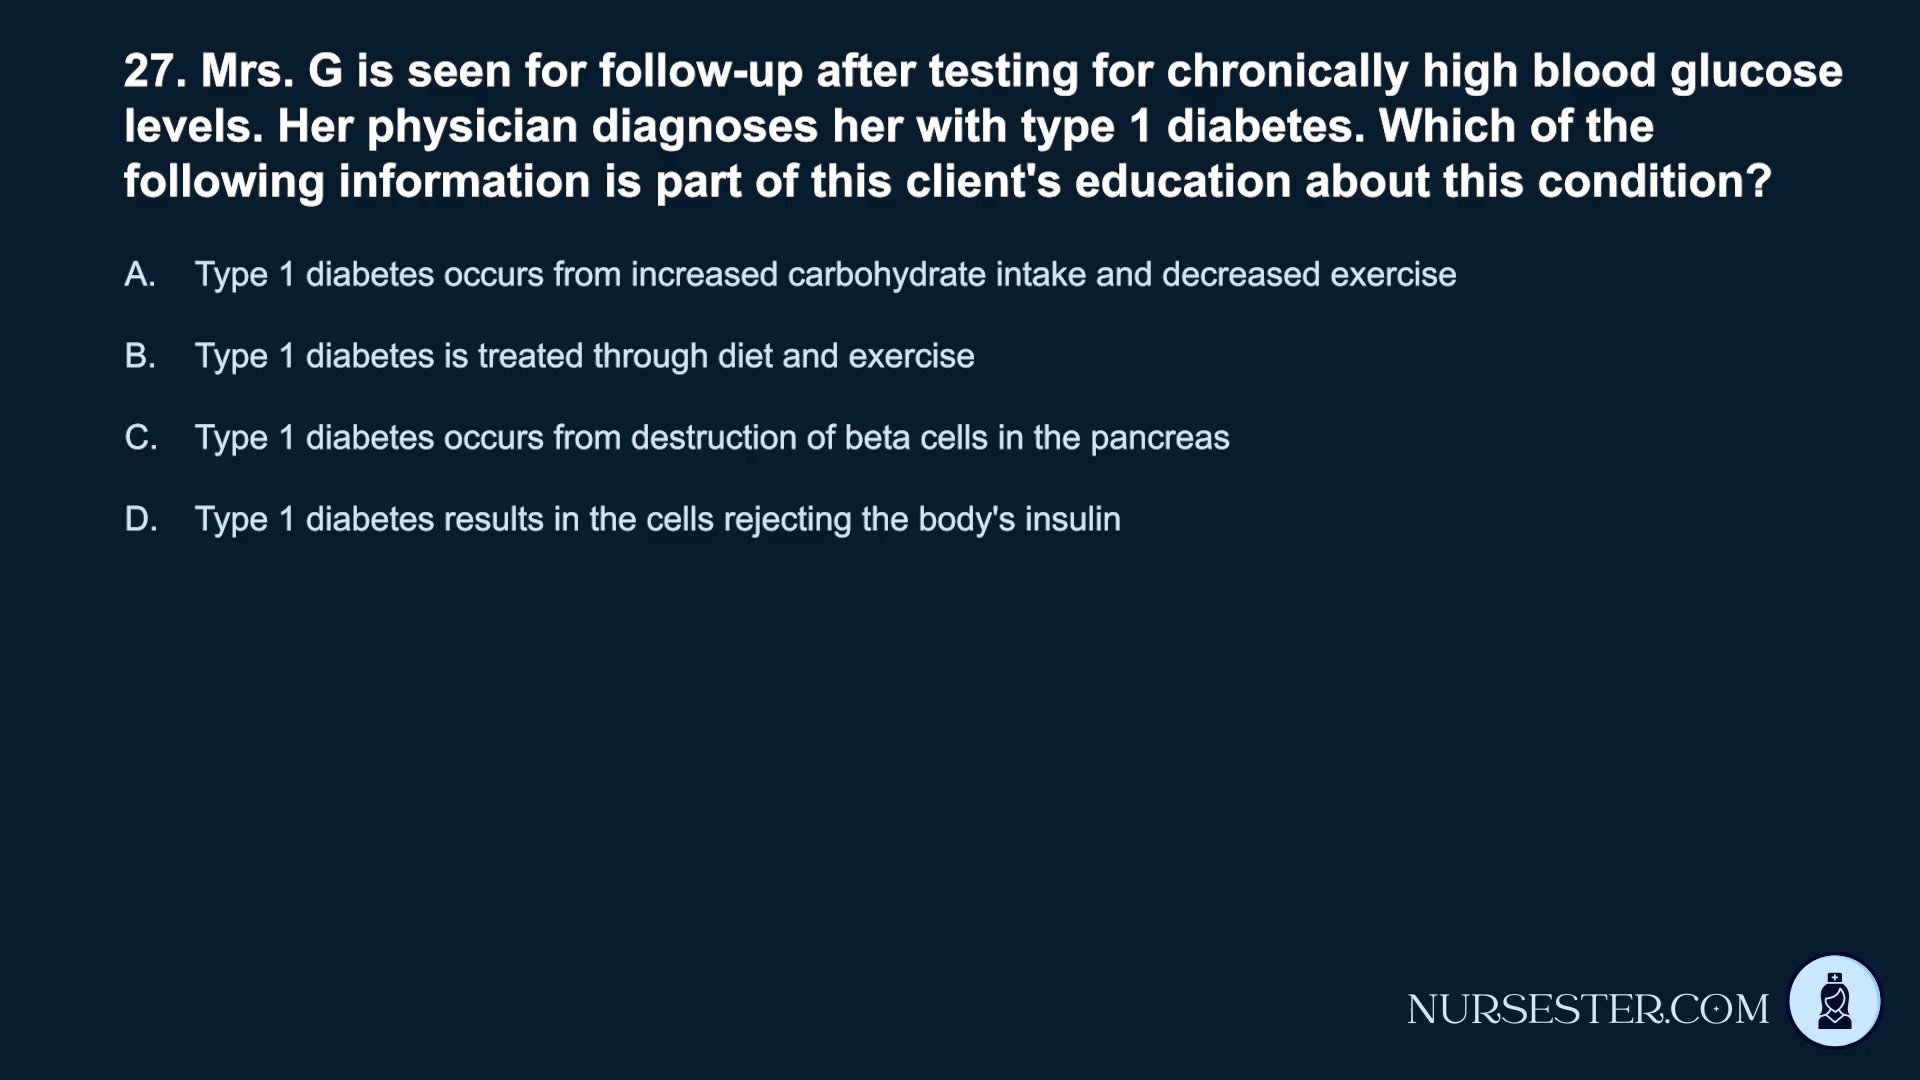 27. Mrs. G is seen for follow-up after testing for chronically high blood glucose
levels. Her physician diagnoses her with type 1 diabetes. Which of the
following information is part of this client's education about this condition?
A. Type 1 diabetes occurs from increased carbohydrate intake and decreased exercise
B. Type 1 diabetes is treated through diet and exercise
C. Type 1 diabetes occurs from destruction of beta cells in the pancreas
D. Type 1 diabetes results in the cells rejecting the body's insulin
NURSESTER.COM